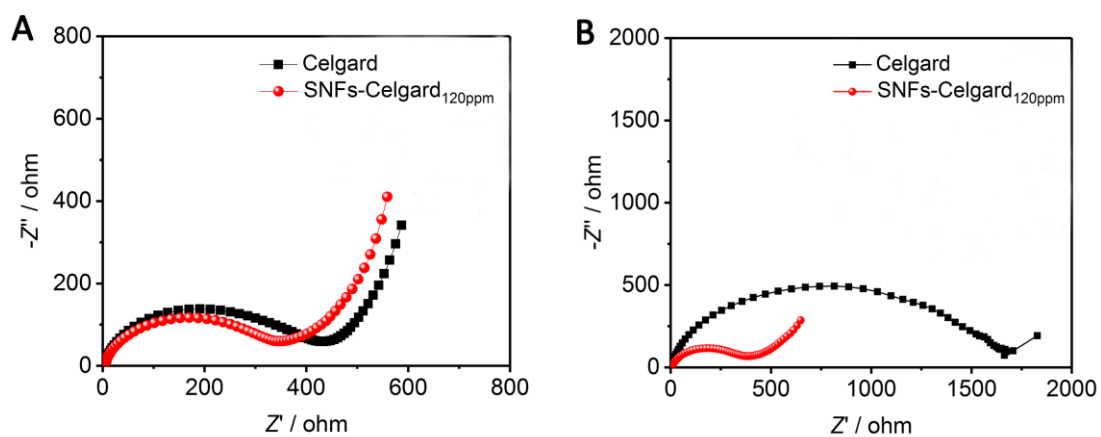 A
800
600
400
200
0
-Z'' / ohm
0 200 400 600 800
Z' / ohm
Celgard
SNFs-Celgard120ppm
B
2000
1500
1000
500
0
-Z'' / ohm
0 500 1000 1500 2000
Z' / ohm
Celgard
SNFs-Celgard120ppm